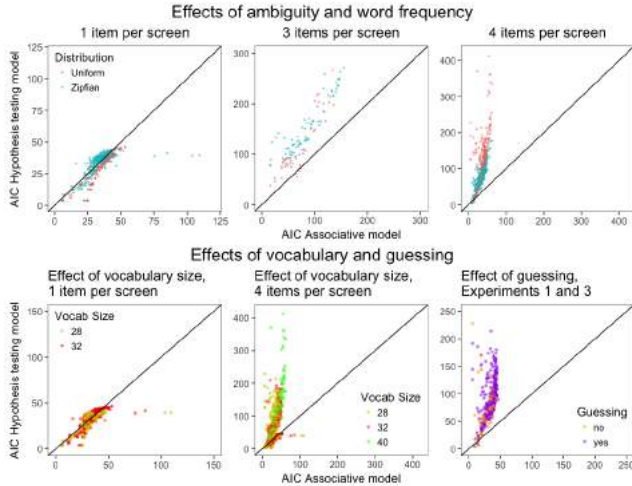 Effects of ambiguity and word frequency
1 item per screen
3 items per screen
4 items per screen
AIC Hypothesis testing model
125
100
75
50
25
0
Distribution
Uniform
Zipfian
0 25 50 75 100 125
300
200
100
0
0 100 200 300
400
300
200
100
0
0 100 200 300 400
AIC Associative model
Effects of vocabulary and guessing
Effect of vocabulary size,
1 item per screen
Effect of vocabulary size,
4 items per screen
Effect of guessing,
Experiments 1 and 3
AIC Hypothesis testing model
150
100
50
0
Vocab Size
28
32
0 50 100 150
400
300
200
100
0
Vocab Size
28
32
40
0 100 200 300 400
250
200
150
100
50
0
Guessing
no
yes
0 50 100 150 200 250
AIC Associative model